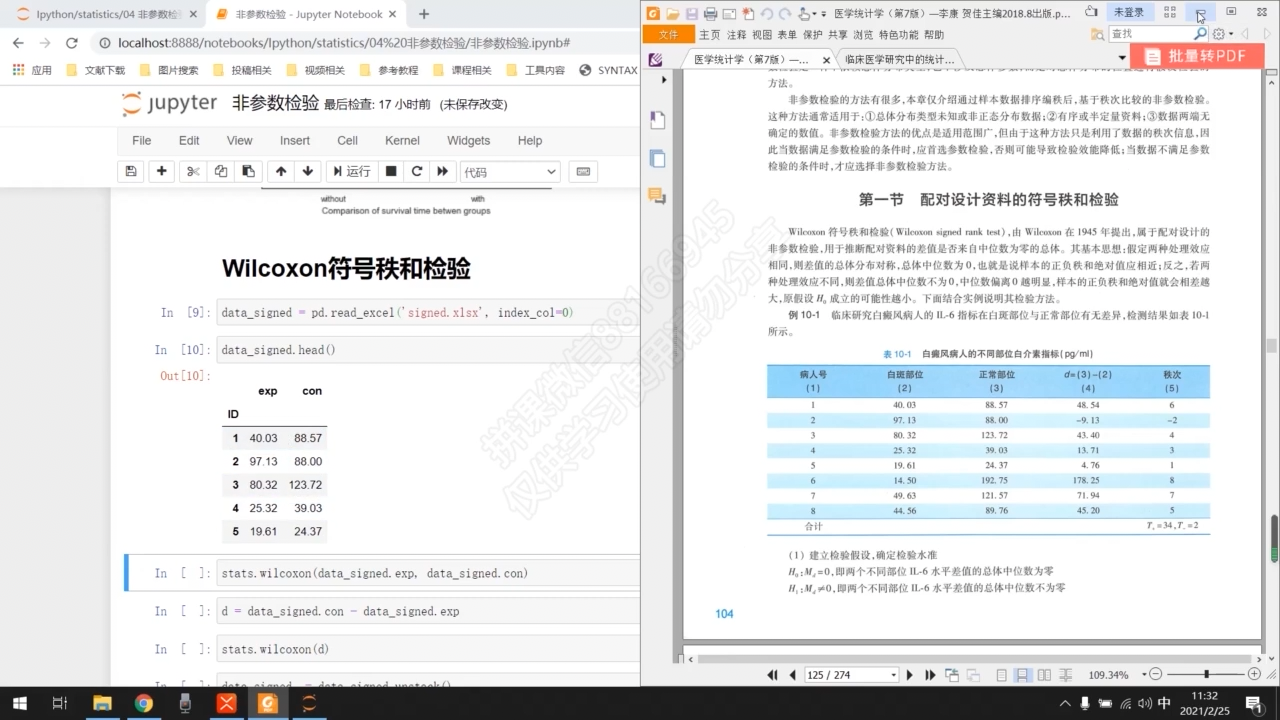 lpython/statistics/04 非参数检
非参数检验 - Jupyter Notebook
localhost:8888/notebooks/lpython/statistics/04%20非参数检验/非参数检验.ipynb#
应用 文献下载 图片搜索 投稿相关 视频相关 参考教程 课程相关 工具内容 SYNTAX
jupyter 非参数检验 最后检查: 17 小时前 (未保存改变)
File Edit View Insert Cell Kernel Widgets Help
运行 代码
without with
Comparison of survival time betwen groups
Wilcoxon符号秩和检验
In [9]: data_signed = pd.read_excel('signed.xlsx', index_col=0)
In [10]: data_signed.head()
Out[10]:
exp con
ID
1 40.03 88.57
2 97.13 88.00
3 80.32 123.72
4 25.32 39.03
5 19.61 24.37
In [ ]: stats.wilcoxon(data_signed.exp, data_signed.con)
In [ ]: d = data_signed.con - data_signed.exp
In [ ]: stats.wilcoxon(d)
医学统计学（第7版）—李康 贺佳主编2018.8出版.p...
未登录
文件 主页 注释 视图 表单 保护 共享 浏览 特色功能 帮助
查找
医学统计学（第7版）—...
临床医学研究中的统计...
批量转PDF
方法。
非参数检验的方法有很多,本章仅介绍通过样本数据排序编秩后,基于秩次比较的非参数检验。
这种方法通常适用于:①总体分布类型未知或非正态分布数据;②有序或半定量资料;③数据两端无
确定的数值。非参数检验方法的优点是适用范围广,但由于这种方法只是利用了数据的秩次信息,因
此当数据满足参数检验的条件时,应首选参数检验,否则可能导致检验效能降低;当数据不满足参数
检验的条件时,才应选择非参数检验方法。
第一节 配对设计资料的符号秩和检验
Wilcoxon 符号秩和检验(Wilcoxon signed rank test),由 Wilcoxon 在 1945 年提出,属于配对设计的
非参数检验,用于推断配对资料的差值是否来自中位数为零的总体。其基本思想:假定两种处理效应
相同,则差值的总体分布对称,总体中位数为 0,也就是说样本的正负秩和绝对值应相近;反之,若两
种处理效应不同,则差值总体中位数不为 0,中位数偏离 0 越明显,样本的正负秩和绝对值就会相差越
大,原假设 H₀ 成立的可能性越小。下面结合实例说明其检验方法。
例 10-1 临床研究白癜风病人的 IL-6 指标在白斑部位与正常部位有无差异,检测结果如表 10-1
所示。
表 10-1 白癜风病人的不同部位白介素指标(pg/ml)
病人号 白斑部位 正常部位 d=(3)-(2) 秩次
(1) (2) (3) (4) (5)
1 40.03 88.57 48.54 6
2 97.13 88.00 -9.13 -2
3 80.32 123.72 43.40 4
4 25.32 39.03 13.71 3
5 19.61 24.37 4.76 1
6 14.50 192.75 178.25 8
7 49.63 121.57 71.94 7
8 44.56 89.76 45.20 5
合计 T₊=34,T₋=2
(1) 建立检验假设,确定检验水准
H₀:M_d=0,即两个不同部位 IL-6 水平差值的总体中位数为零
H₁:M_d≠0,即两个不同部位 IL-6 水平差值的总体中位数不为零
104
125 / 274
109.34%
中
11:32
2021/2/25
拼课微信88166945
仅供学习使用请勿分享